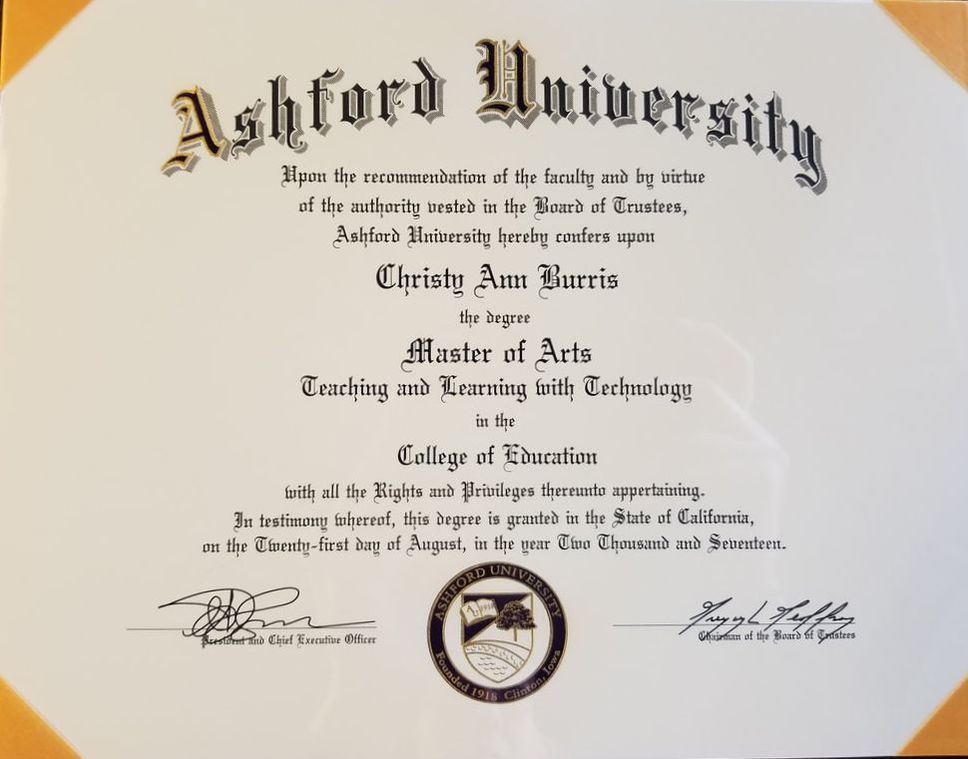 Ashford University
Upon the recommendation of the faculty and by virtue
of the authority vested in the Board of Trustees,
Ashford University hereby confers upon
Christy Ann Burris
the degree
Master of Arts
Teaching and Learning with Technology
in the
College of Education
with all the Rights and Privileges thereunto appertaining.
In testimony whereof, this degree is granted in the State of California,
on the Twenty-first day of August, in the year Two Thousand and Seventeen.
President and Chief Executive Officer
ASHFORD UNIVERSITY
Founded 1918 Clinton, Iowa
Chairman of the Board of Trustees